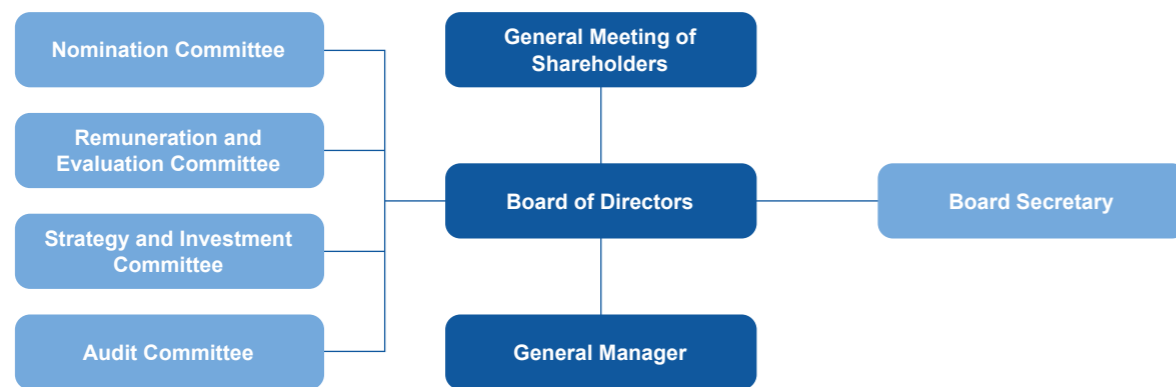 Nomination Committee
General Meeting of
Shareholders
Remuneration and
Evaluation Committee
Board of Directors
Board Secretary
Strategy and Investment
Committee
Audit Committee
General Manager